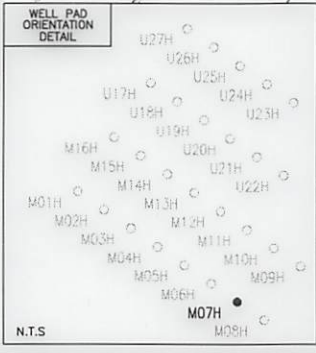 WELL PAD
ORIENTATION
DETAIL
U27H
U26H
U25H
U24H
U23H
U17H
U18H
U19H
U20H
U21H
U22H
M16H
M15H
M14H
M13H
M12H
M11H
M10H
M09H
M01H
M02H
M03H
M04H
M05H
M06H
M07H
M08H
N.T.S